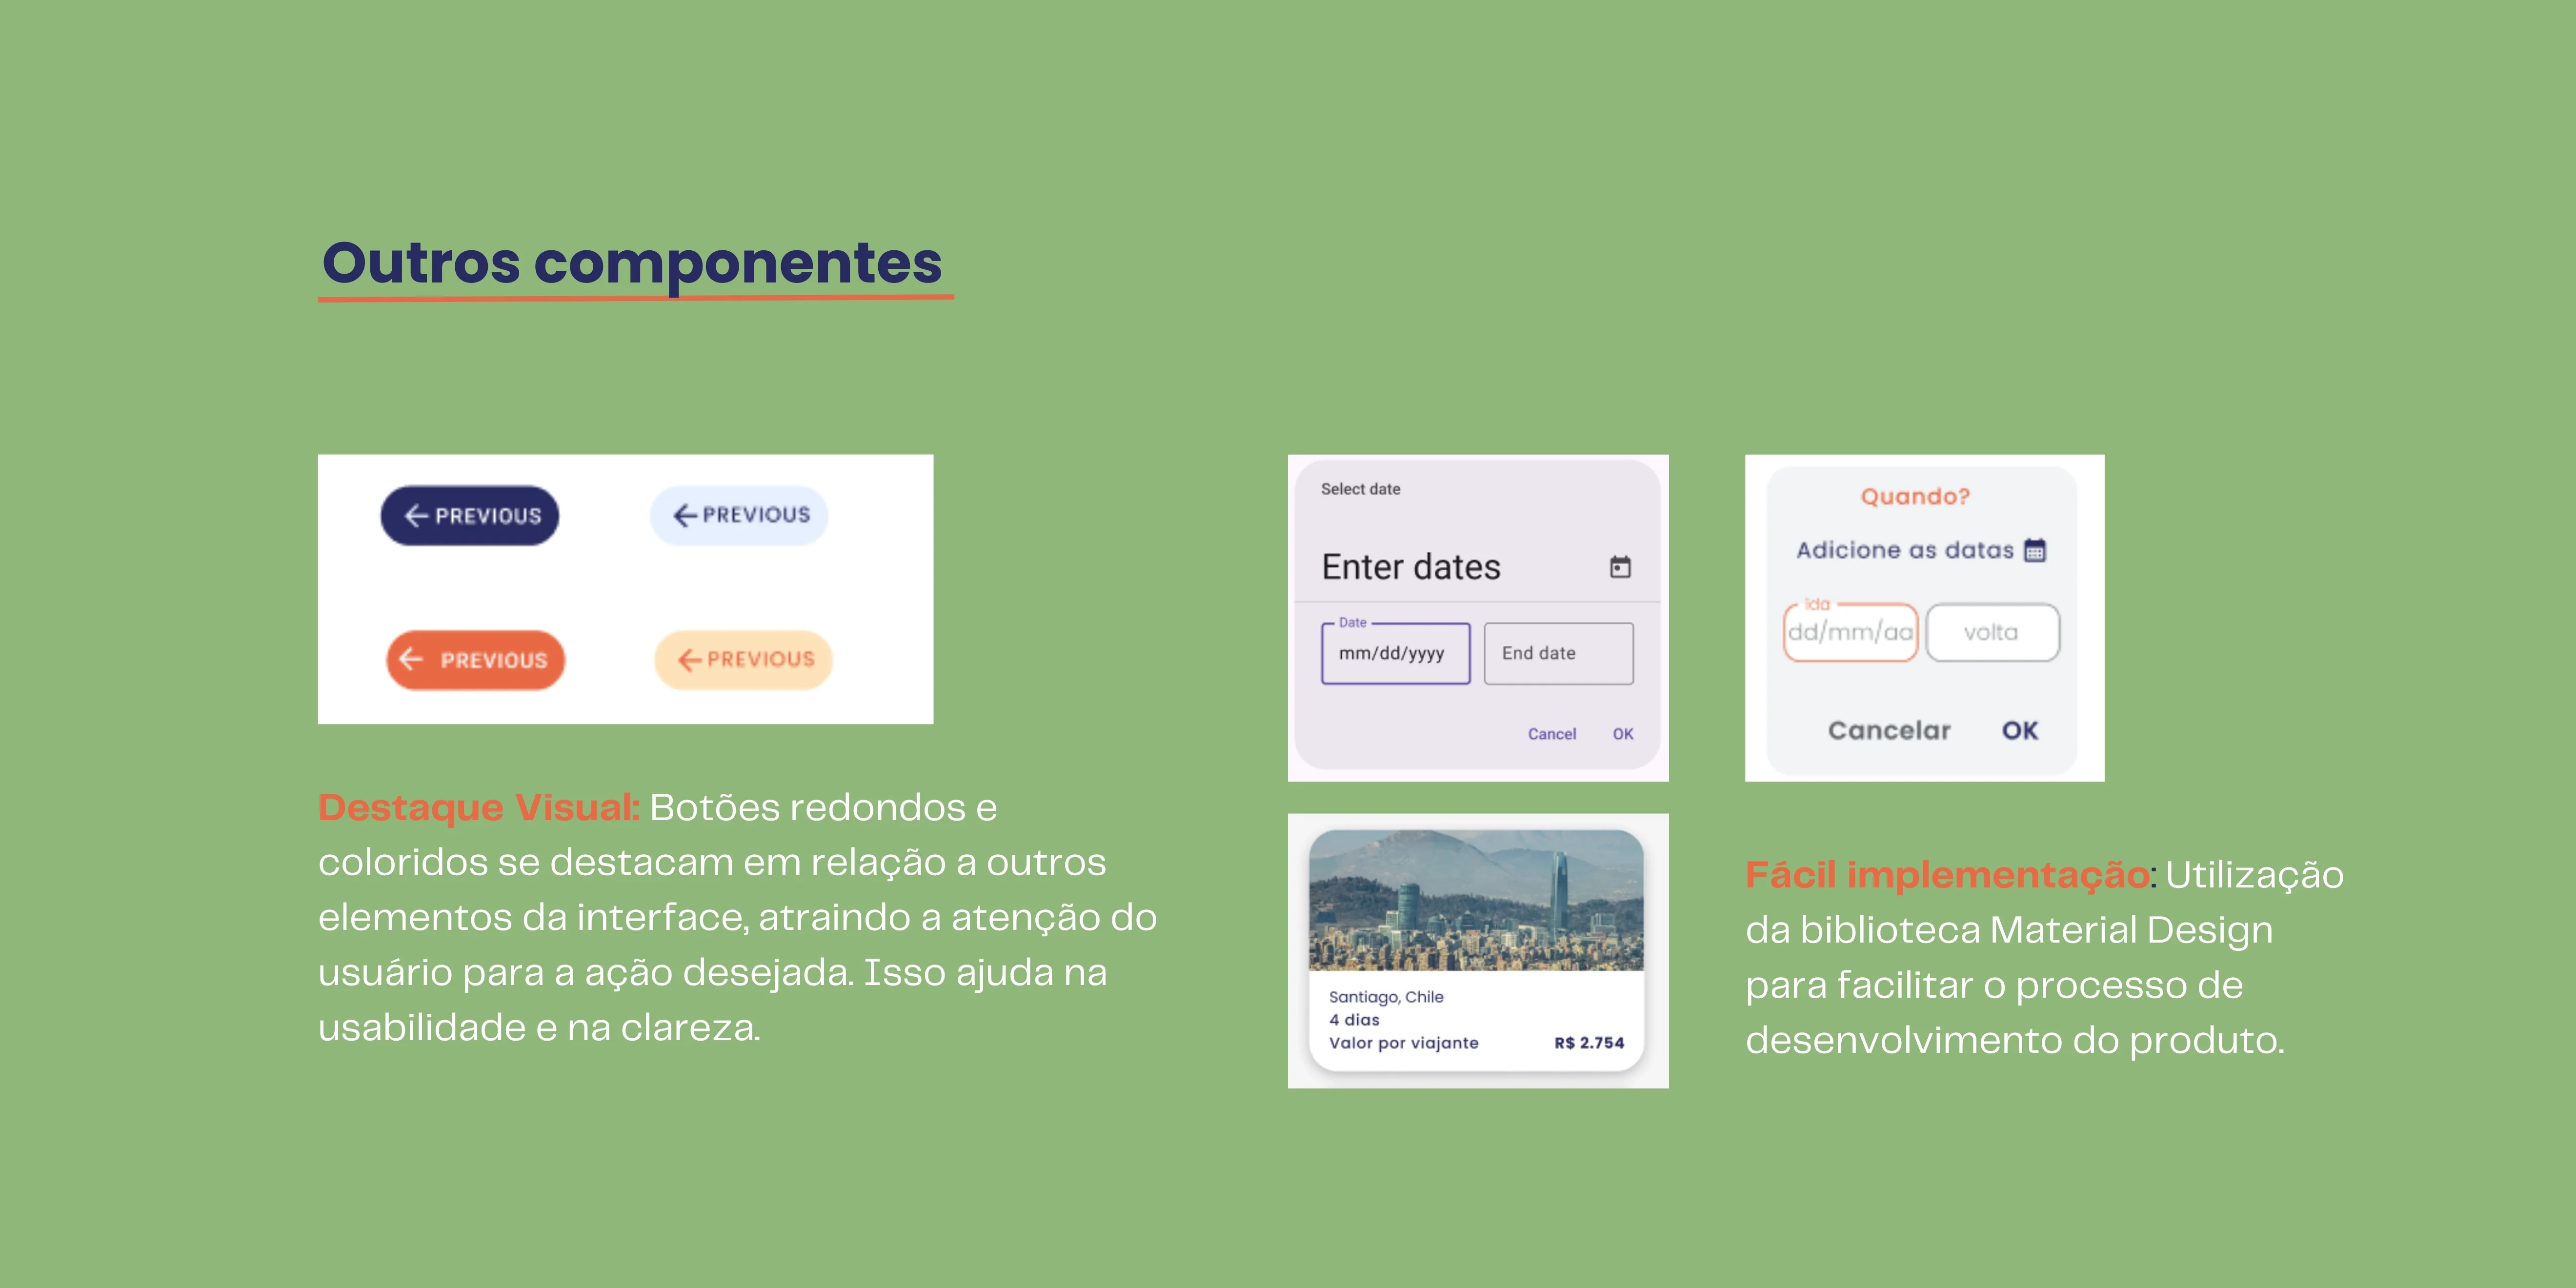 Outros componentes
PREVIOUS
PREVIOUS
PREVIOUS
PREVIOUS
Destaque Visual: Botões redondos e
coloridos se destacam em relação a outros
elementos da interface, atraindo a atenção do
usuário para a ação desejada. Isso ajuda na
usabilidade e na clareza.
Select date
Enter dates
Date
mm/dd/yyyy
End date
Cancel
OK
Quando?
Adicione as datas
ida
dd/mm/aa
volta
Cancelar
OK
Santiago, Chile
4 dias
Valor por viajante
R$ 2.754
Fácil implementação: Utilização
da biblioteca Material Design
para facilitar o processo de
desenvolvimento do produto.